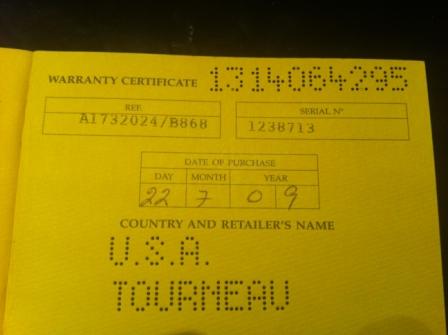 WARRANTY CERTIFICATE 1314064295
REF. SERIAL N°
A1732024/B868 1238713
DATE OF PURCHASE
DAY MONTH YEAR
22 7 0 9
COUNTRY AND RETAILER'S NAME
U.S.A.
TOURNEAU